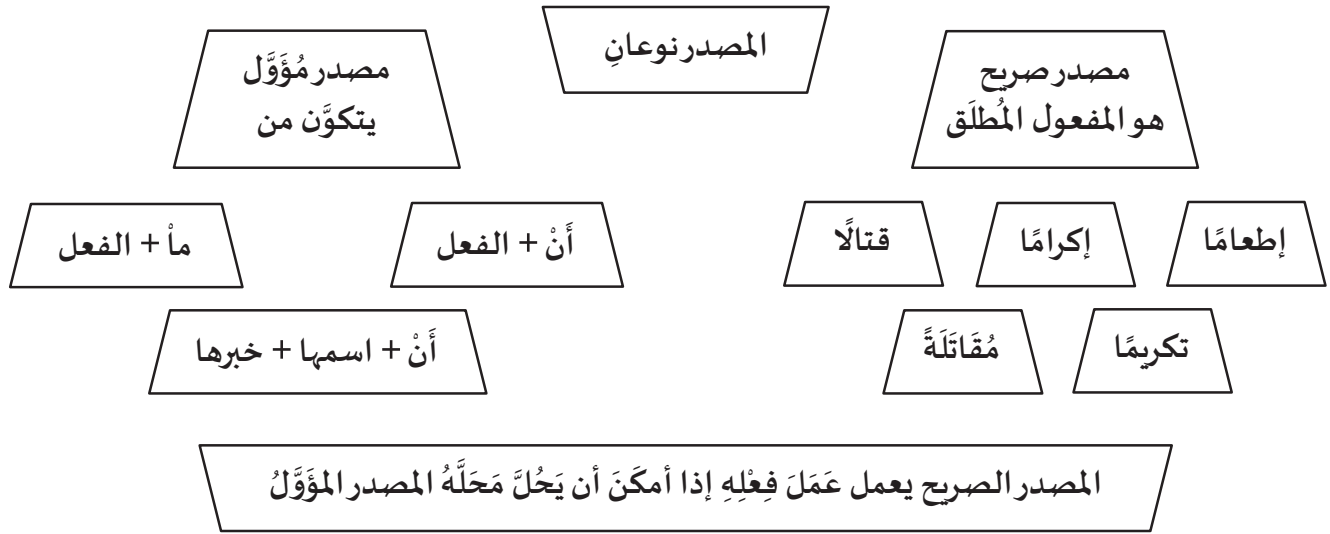 المصدر نوعانِ
مصدر صريح
هو المفعول المُطلَق
مصدر مُؤَوَّل
يتكوَّن من
إطعامًا
إكرامًا
قتالًا
أَنْ + الفعل
ماْ + الفعل
تكريمًا
مُقَاتَلَةً
أَنْ + اسمها + خبرها
المصدر الصريح يعمل عَمَلَ فِعْلِهِ إذا أمكَنَ أن يَحُلَّ مَحَلَّهُ المصدر المؤَوَّلُ